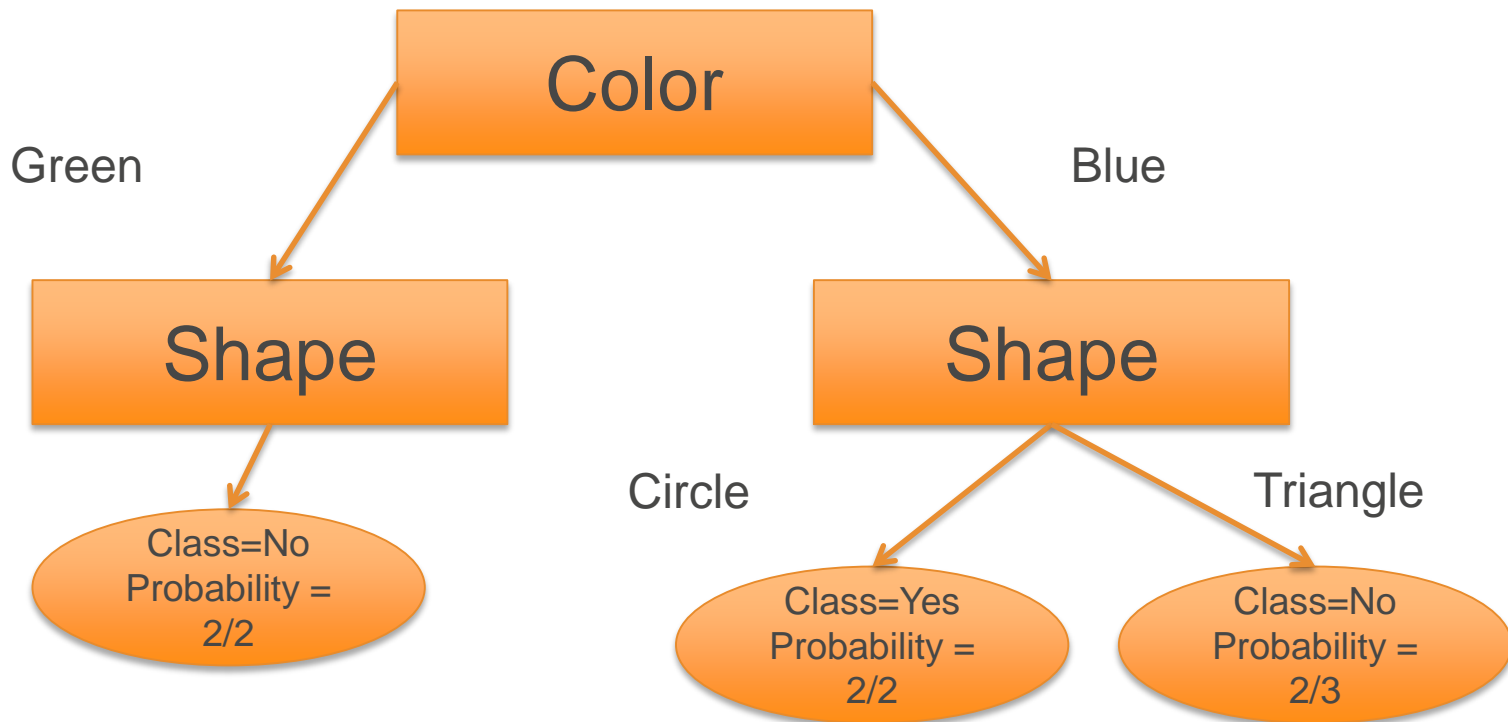 Color
Green
Blue
Shape
Shape
Circle
Triangle
Class=No
Probability =
2/2
Class=Yes
Probability =
2/2
Class=No
Probability =
2/3